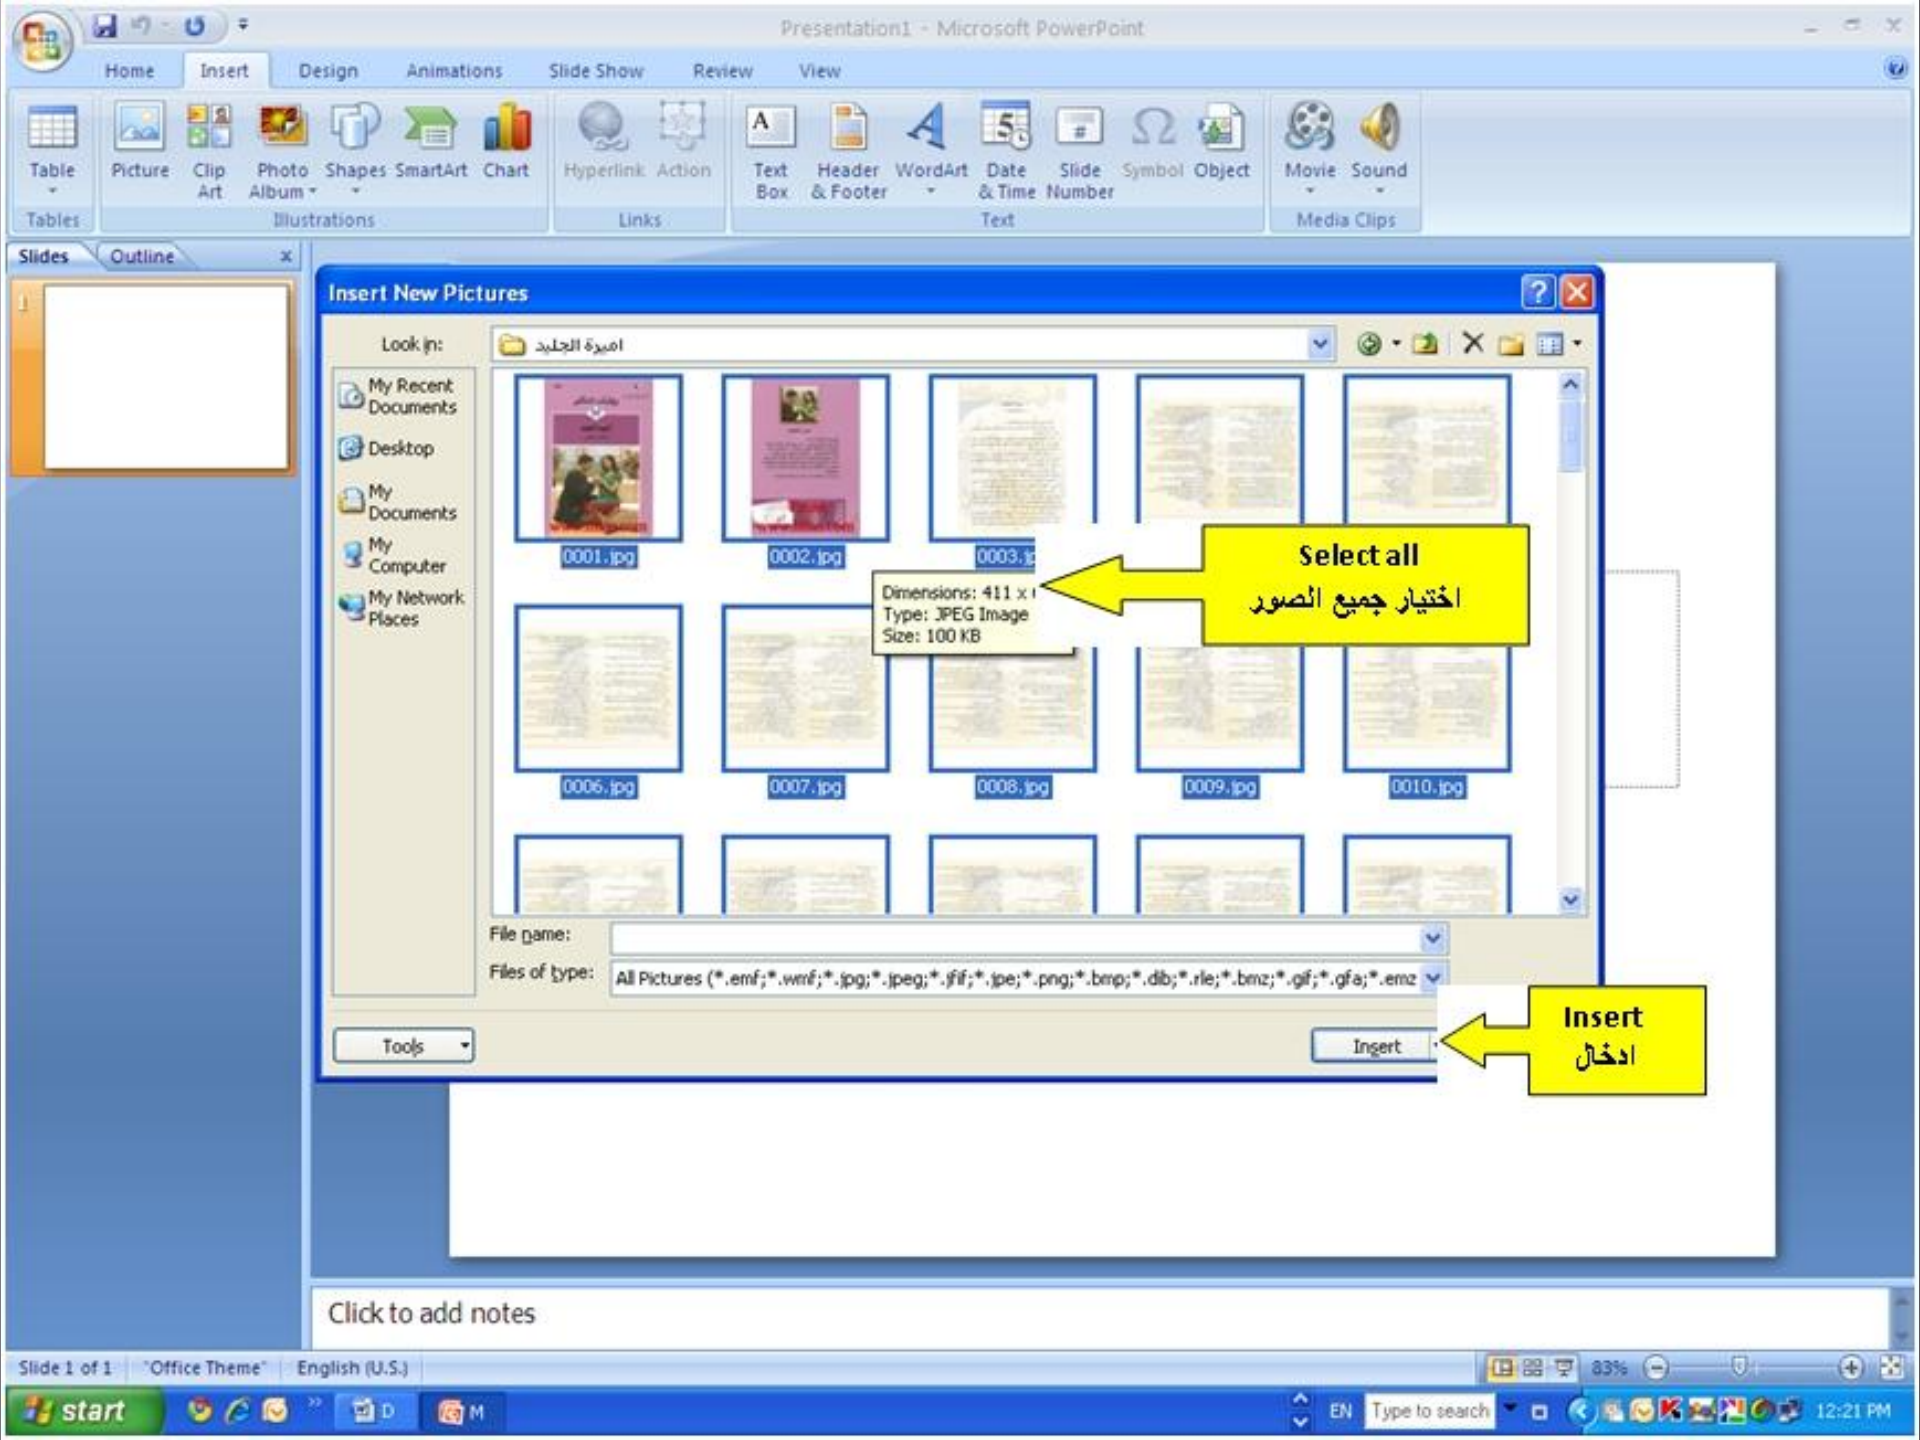 Presentation1 - Microsoft PowerPoint
Home Insert Design Animations Slide Show Review View
Table Picture Clip Art Photo Album Shapes SmartArt Chart Hyperlink Action Text Box Header & Footer WordArt Date & Time Slide Number Symbol Object Movie Sound
Tables Illustrations Links Text Media Clips
Slides Outline x
1
Insert New Pictures
Look in: اميرة الجليد
My Recent Documents
Desktop
My Documents
My Computer
My Network Places
0001.jpg 0002.jpg 0003.jp
Select all
اختيار جميع الصور
Dimensions: 411 x
Type: JPEG Image
Size: 100 KB
0006.jpg 0007.jpg 0008.jpg 0009.jpg 0010.jpg
File name:
Files of type: All Pictures (*.emf;*.wmf;*.jpg;*.jpeg;*.jfif;*.jpe;*.png;*.bmp;*.dib;*.rle;*.bmz;*.gif;*.gfa;*.emz
Tools Insert
Insert
ادخال
Click to add notes
Slide 1 of 1 "Office Theme" English (U.S.) 83%
start D M EN Type to search 12:21 PM